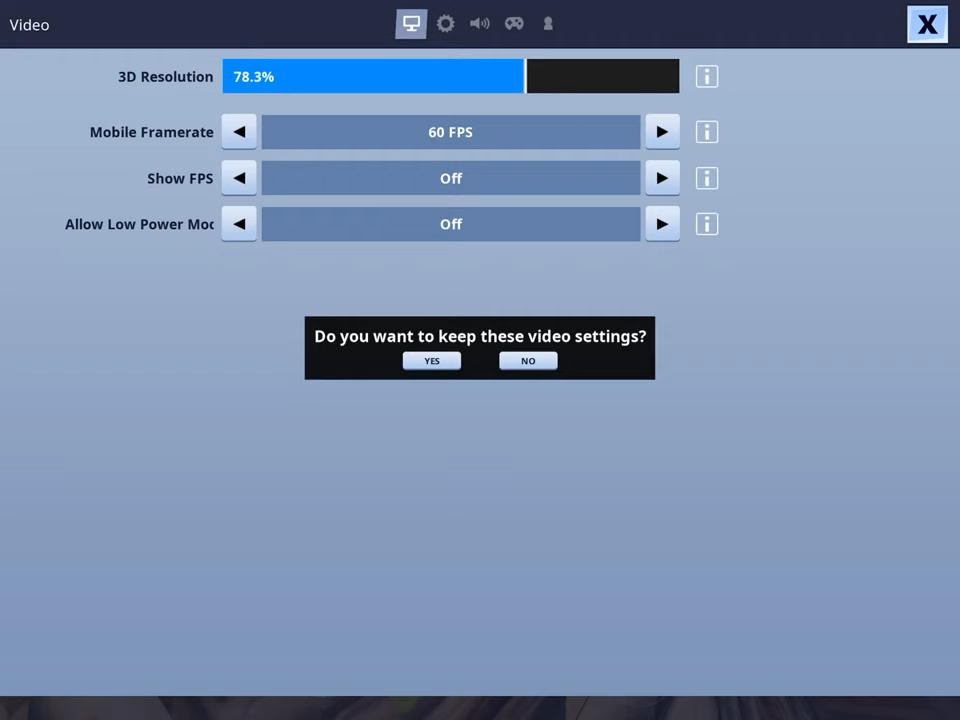 Video
X
3D Resolution 78.3%
Mobile Framerate 60 FPS
Show FPS Off
Allow Low Power Moc Off
Do you want to keep these video settings?
YES NO